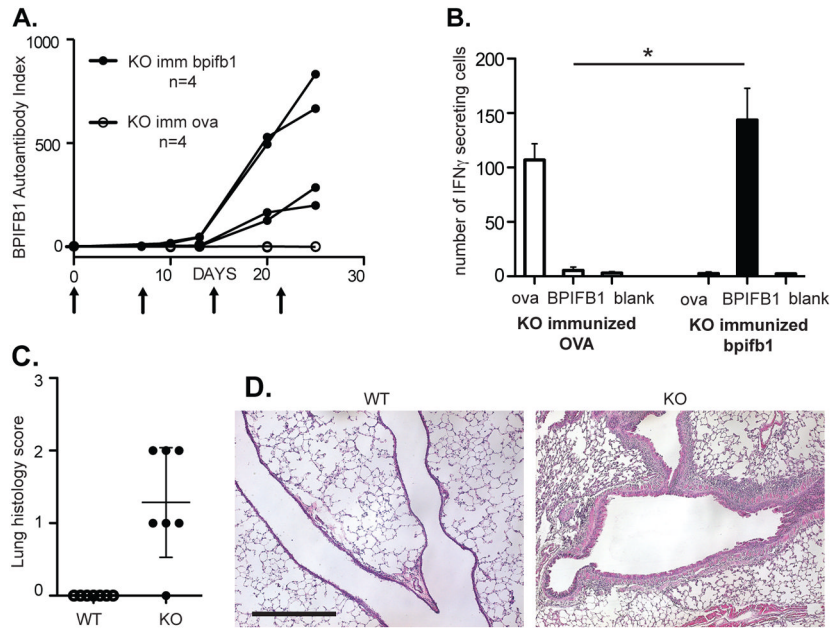 A.
1000
500
0
BPIFB1 Autoantibody Index
KO imm bpifb1
n=4
KO imm ova
n=4
0 10 DAYS 20 30
B.
200
150
100
50
0
number of IFNγ secreting cells
*
ova BPIFB1 blank ova BPIFB1 blank
KO immunized
OVA
KO immunized
bpifb1
C.
3
2
1
0
Lung histology score
WT KO
D.
WT KO